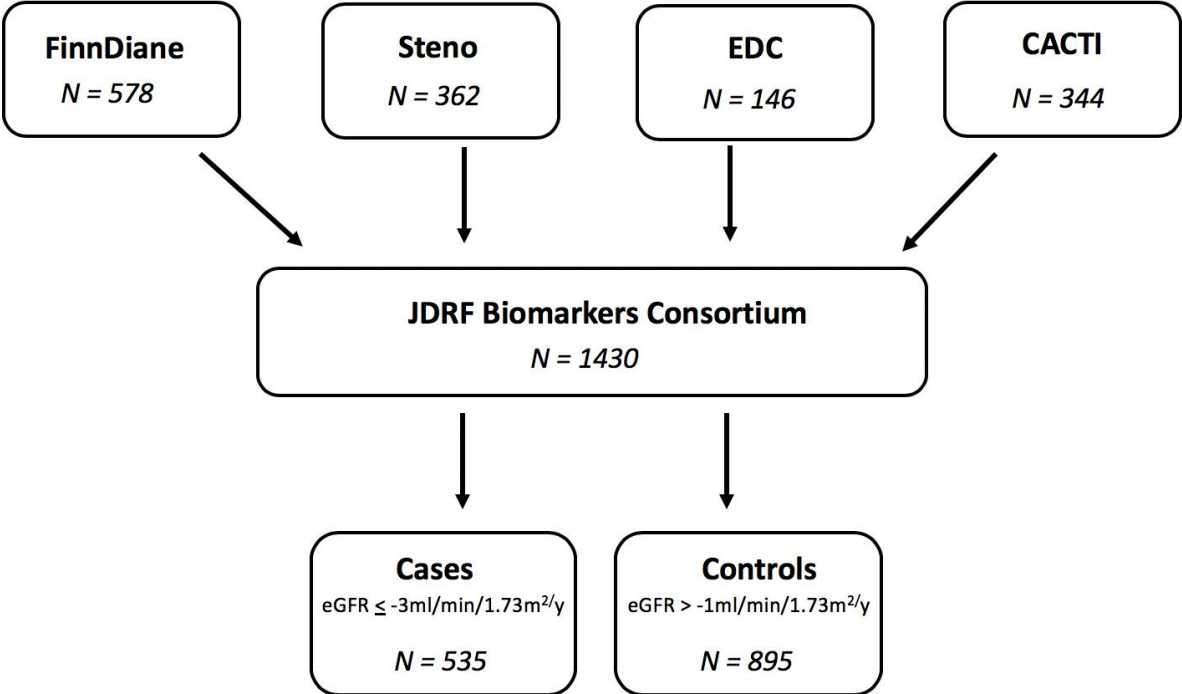 FinnDiane
N = 578
Steno
N = 362
EDC
N = 146
CACTI
N = 344
JDRF Biomarkers Consortium
N = 1430
Cases
eGFR ≤ -3ml/min/1.73m²/y
N = 535
Controls
eGFR > -1ml/min/1.73m²/y
N = 895